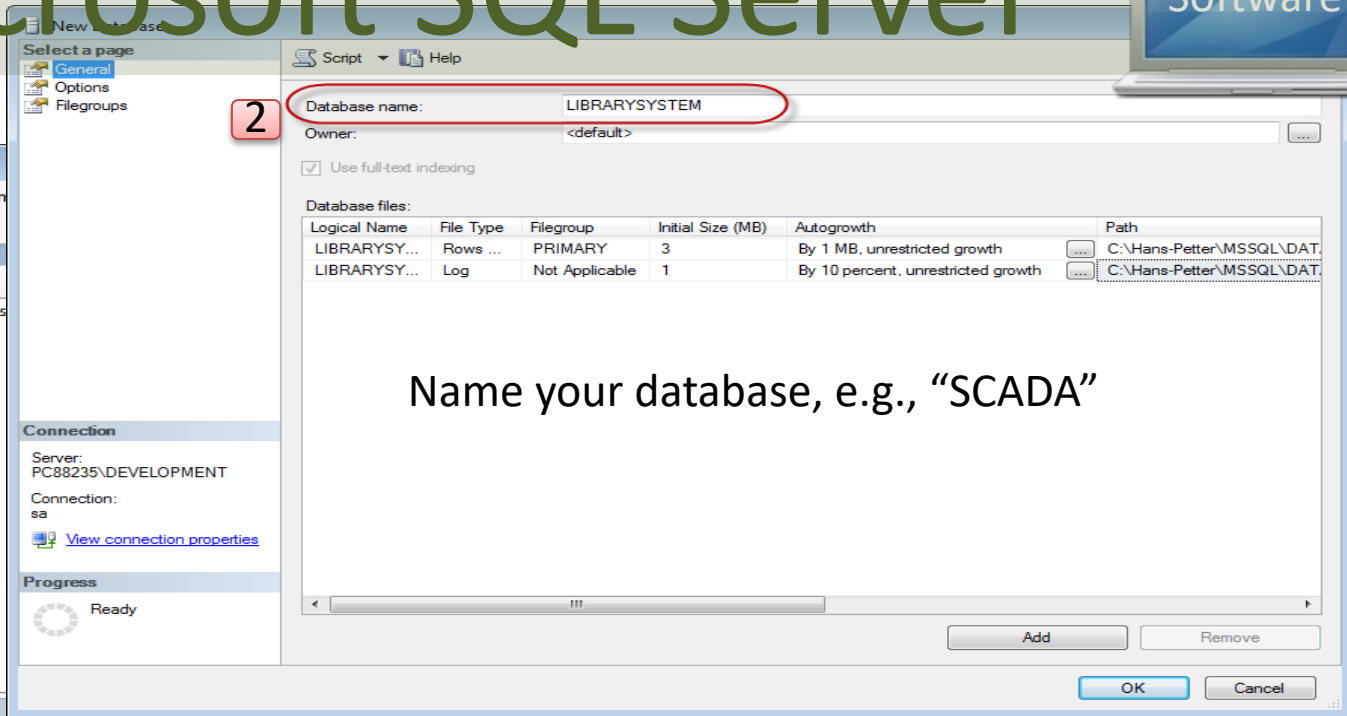 crosoft SQL Server
Software
New Database
Select a page
General
Options
Filegroups
Script Help
2
Database name: LIBRARYSYSTEM
Owner: <default> ...
Use full-text indexing
Database files:
Logical Name File Type Filegroup Initial Size (MB) Autogrowth Path
LIBRARYSY... Rows ... PRIMARY 3 By 1 MB, unrestricted growth ... C:\Hans-Petter\MSSQL\DAT.
LIBRARYSY... Log Not Applicable 1 By 10 percent, unrestricted growth ... C:\Hans-Petter\MSSQL\DAT.
Name your database, e.g., “SCADA”
Connection
Server:
PC88235\DEVELOPMENT
Connection:
sa
View connection properties
Progress
Ready
Add Remove
OK Cancel